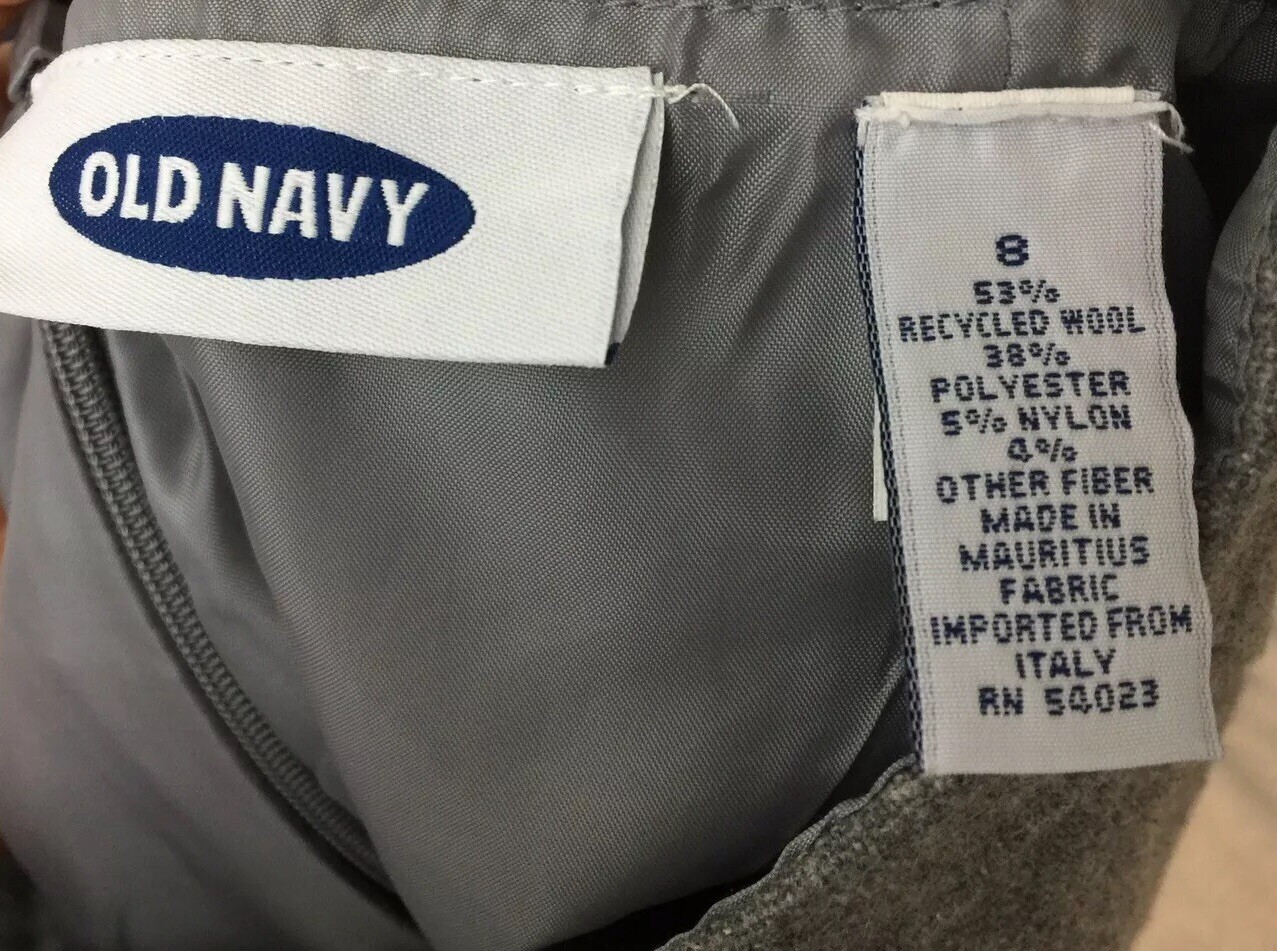 OLD NAVY
8
53%
RECYCLED WOOL
38%
POLYESTER
5% NYLON
4%
OTHER FIBER
MADE IN
MAURITIUS
FABRIC
IMPORTED FROM
ITALY
RN 54023